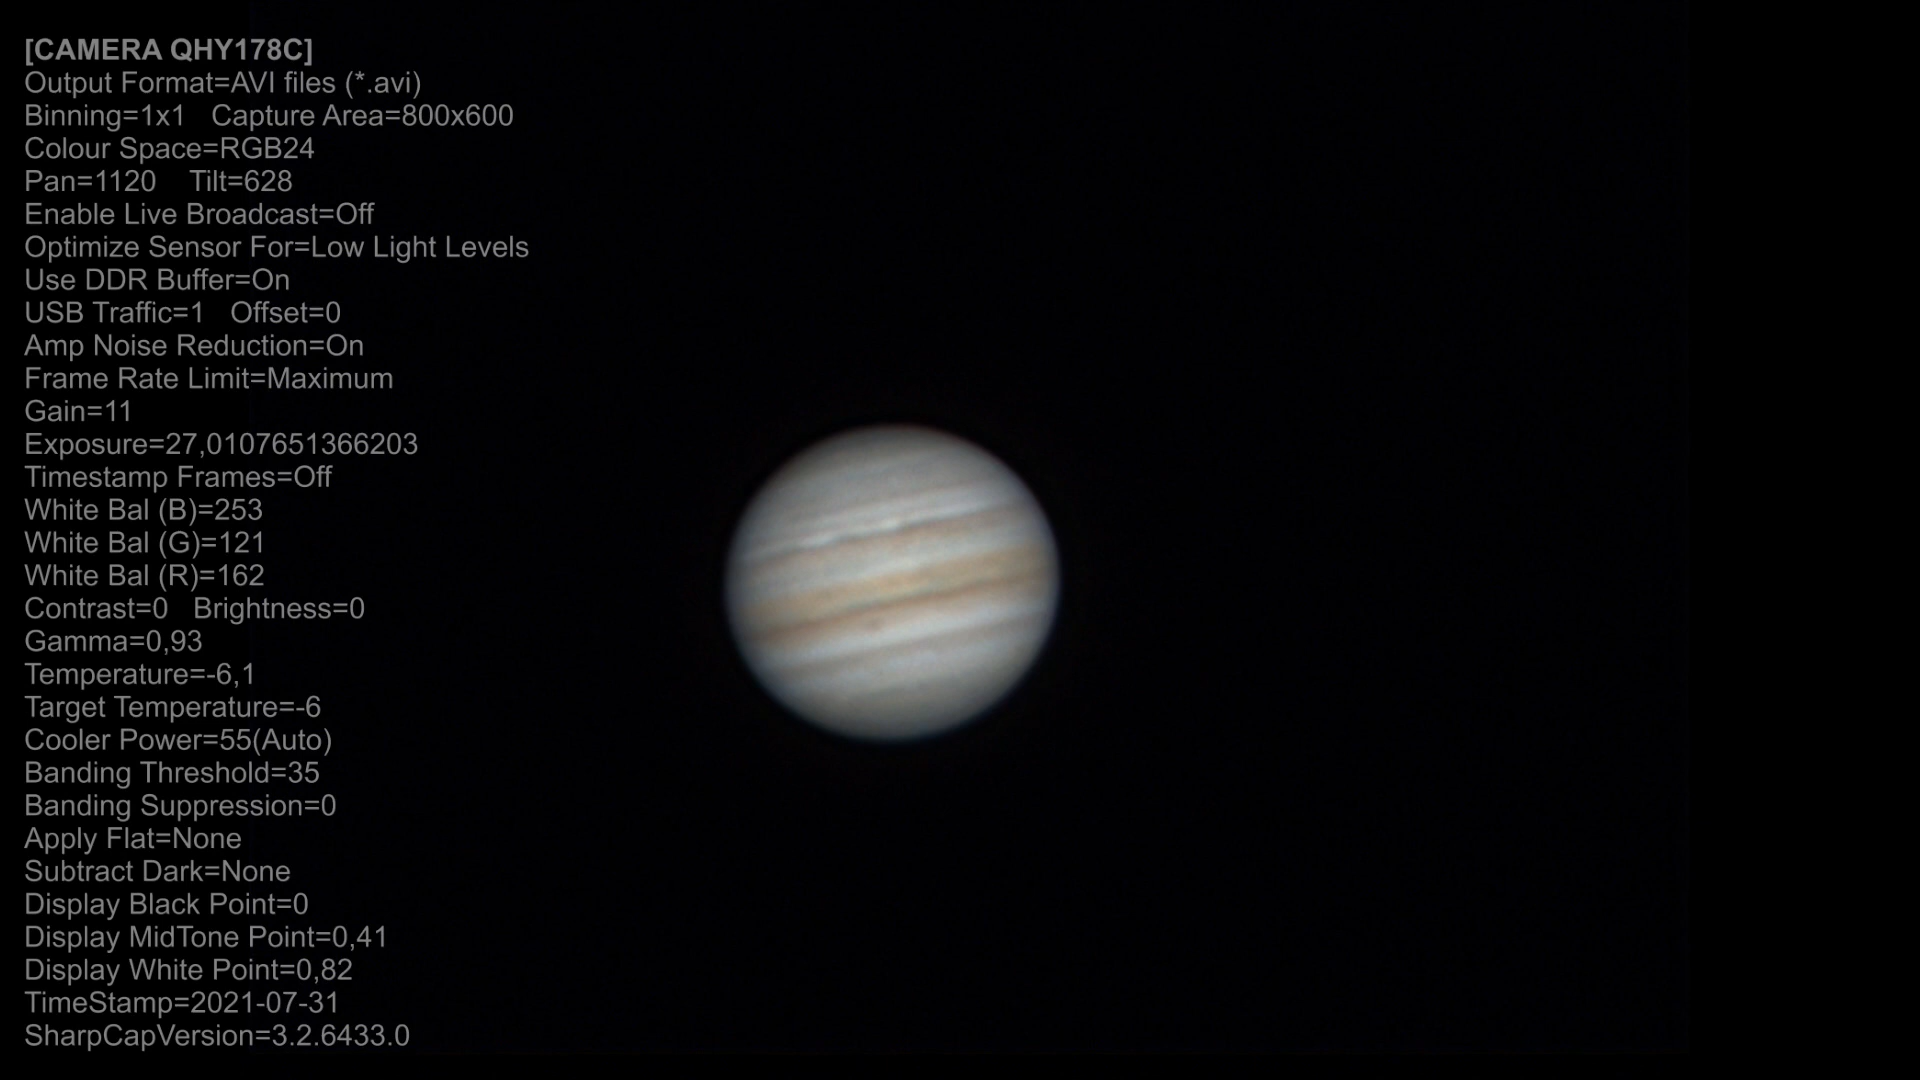 [CAMERA QHY178C]
Output Format=AVI files (*.avi)
Binning=1x1   Capture Area=800x600
Colour Space=RGB24
Pan=1120    Tilt=628
Enable Live Broadcast=Off
Optimize Sensor For=Low Light Levels
Use DDR Buffer=On
USB Traffic=1   Offset=0
Amp Noise Reduction=On
Frame Rate Limit=Maximum
Gain=11
Exposure=27,0107651366203
Timestamp Frames=Off
White Bal (B)=253
White Bal (G)=121
White Bal (R)=162
Contrast=0   Brightness=0
Gamma=0,93
Temperature=-6,1
Target Temperature=-6
Cooler Power=55(Auto)
Banding Threshold=35
Banding Suppression=0
Apply Flat=None
Subtract Dark=None
Display Black Point=0
Display MidTone Point=0,41
Display White Point=0,82
TimeStamp=2021-07-31
SharpCapVersion=3.2.6433.0